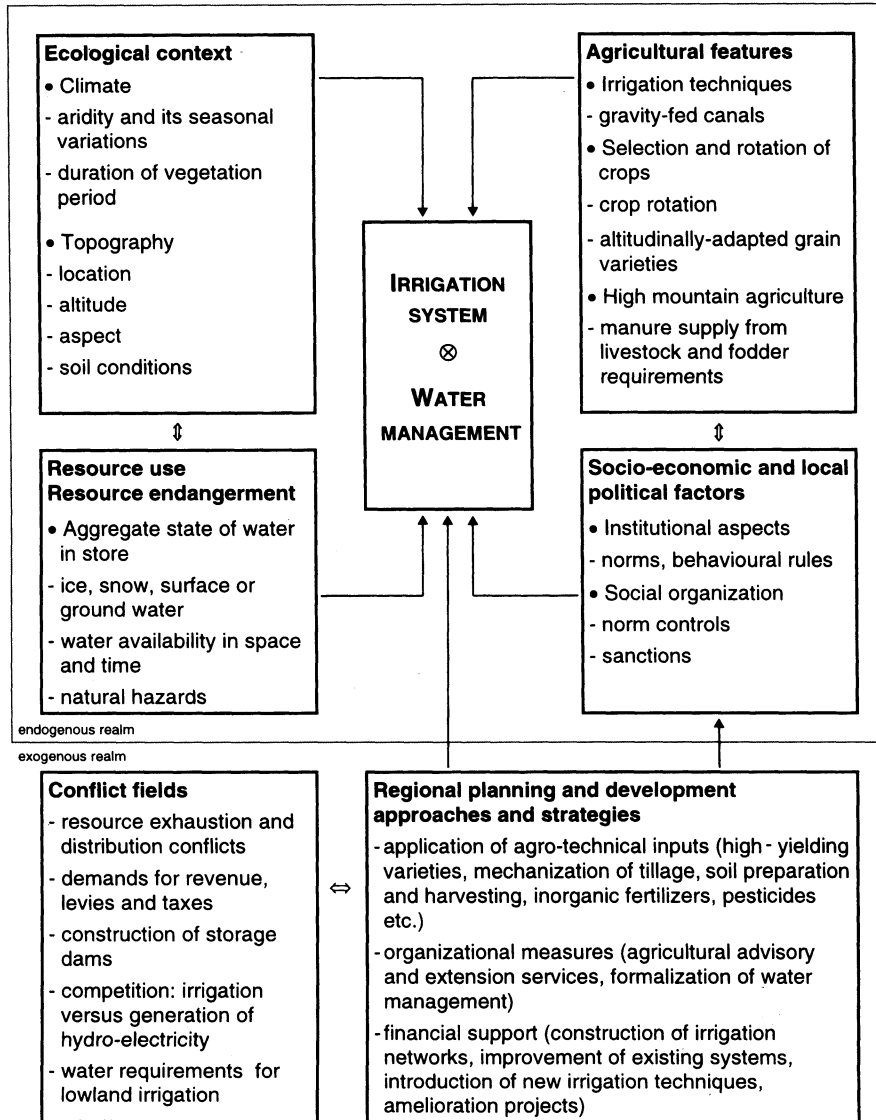 Ecological context
• Climate
- aridity and its seasonal
variations
- duration of vegetation
period
• Topography
- location
- altitude
- aspect
- soil conditions
Agricultural features
• Irrigation techniques
- gravity-fed canals
• Selection and rotation of
crops
- crop rotation
- altitudinally-adapted grain
varieties
• High mountain agriculture
- manure supply from
livestock and fodder
requirements
IRRIGATION
SYSTEM
⊗
WATER
MANAGEMENT
⇕
⇕
Resource use
Resource endangerment
• Aggregate state of water
in store
- ice, snow, surface or
ground water
- water availability in space
and time
- natural hazards
Socio-economic and local
political factors
• Institutional aspects
- norms, behavioural rules
• Social organization
- norm controls
- sanctions
endogenous realm
exogenous realm
Conflict fields
- resource exhaustion and
distribution conflicts
- demands for revenue,
levies and taxes
- construction of storage
dams
- competition: irrigation
versus generation of
hydro-electricity
- water requirements for
lowland irrigation
⇔
Regional planning and development
approaches and strategies
- application of agro-technical inputs (high - yielding
varieties, mechanization of tillage, soil preparation
and harvesting, inorganic fertilizers, pesticides
etc.)
- organizational measures (agricultural advisory
and extension services, formalization of water
management)
- financial support (construction of irrigation
networks, improvement of existing systems,
introduction of new irrigation techniques,
amelioration projects)